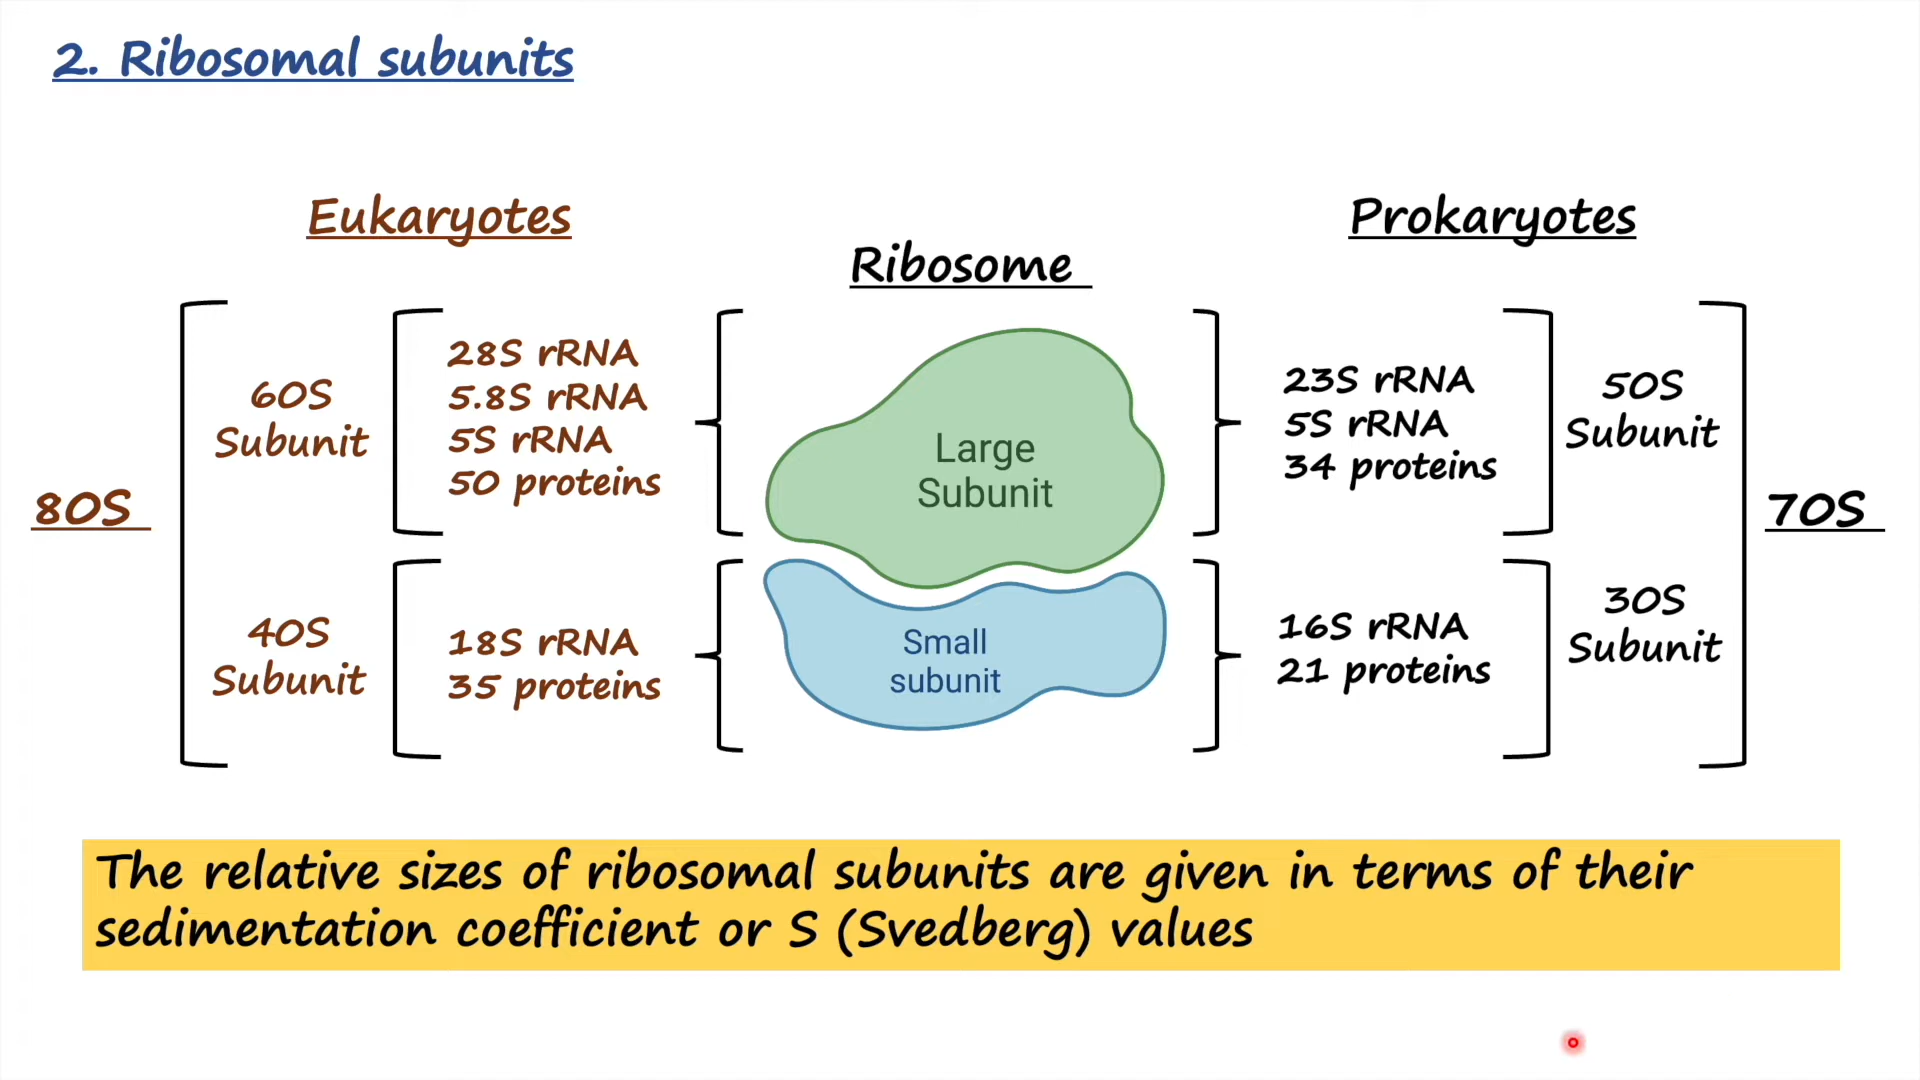 2. Ribosomal subunits
Eukaryotes
Ribosome
Prokaryotes
80S
60S
Subunit
28S rRNA
5.8S rRNA
5S rRNA
50 proteins
40S
Subunit
18S rRNA
35 proteins
Large
Subunit
Small
subunit
23S rRNA
5S rRNA
34 proteins
50S
Subunit
16S rRNA
21 proteins
30S
Subunit
70S
The relative sizes of ribosomal subunits are given in terms of their
sedimentation coefficient or S (Svedberg) values